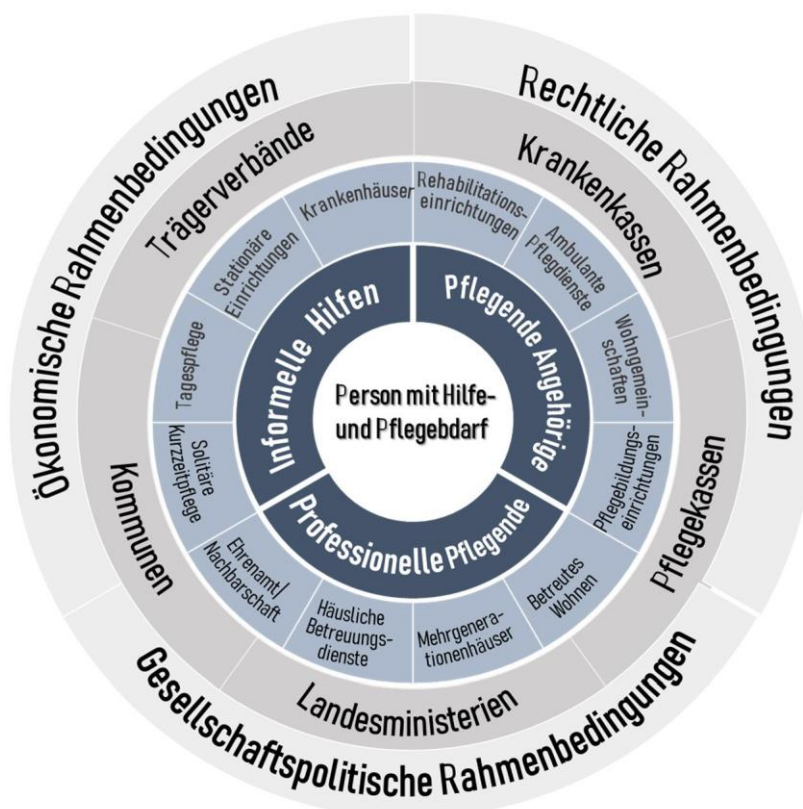 Ökonomische Rahmenbedingungen
Rechtliche Rahmenbedingungen
Gesellschaftspolitische Rahmenbedingungen
Trägerverbände
Krankenkassen
Pflegekassen
Landesministerien
Kommunen
Krankenhäuser
Rehabilitations-
einrichtungen
Ambulante
Pflegdienste
Wohngemein-
schaften
Pflegebildungs-
einrichtungen
Betreutes
Wohnen
Mehrgenera-
tionenhäuser
Häusliche
Betreuungs-
dienste
Ehrenamt/
Nachbarschaft
Solitäre
Kurzzeitpflege
Tagespflege
Stationäre
Einrichtungen
Informelle Hilfen
Pflegende Angehörige
Professionelle Pflegende
Person mit Hilfe-
und Pflegebdarf